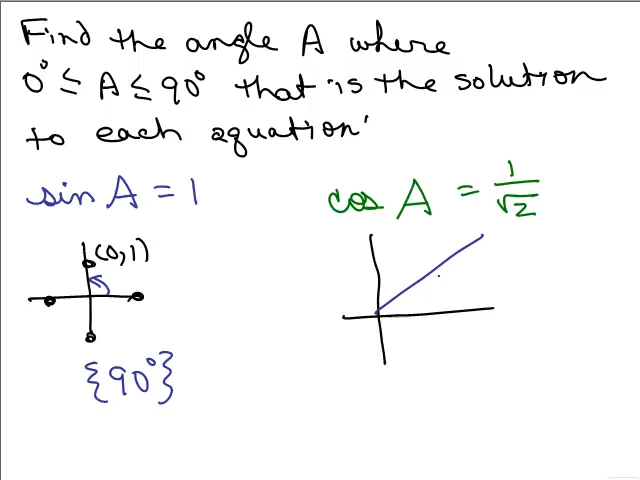 Find the angle A where
0° ≤ A ≤ 90° that is the solution
to each equation'
sin A = 1
cos A = 1/√2
(0,1)
{90°}